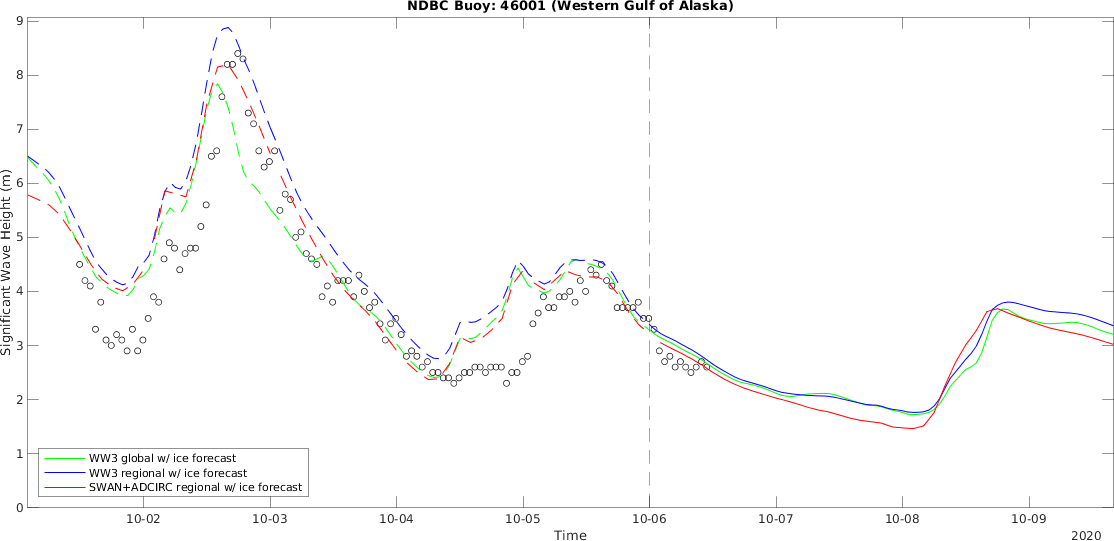 NDBC Buoy: 46001 (Western Gulf of Alaska)
9
8
7
6
5
4
3
2
1
0
Significant Wave Height (m)
WW3 global w/ ice forecast
WW3 regional w/ ice forecast
SWAN+ADCIRC regional w/ ice forecast
10-02 10-03 10-04 10-05 10-06 10-07 10-08 10-09
Time
2020